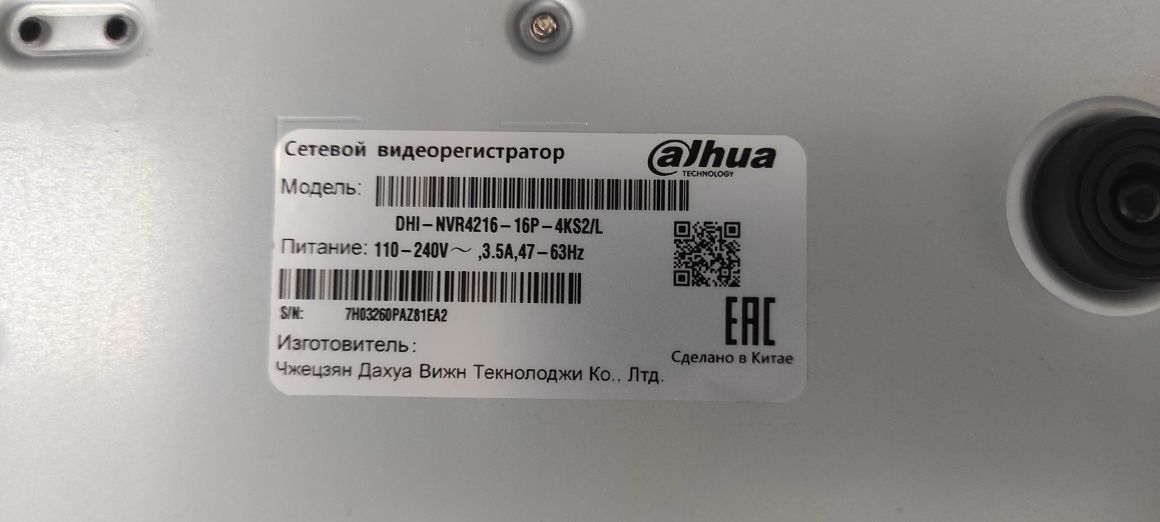 Сетевой видеорегистратор
alhua
TECHNOLOGY
Модель:
DHI-NVR4216-16P-4KS2/L
Питание: 110-240V～ ,3.5A,47-63Hz
S/N: 7H03260PAZ81EA2
EAC
Изготовитель:
Сделано в Китае
Чжецзян Дахуа Вижн Текнолоджи Ко., Лтд.